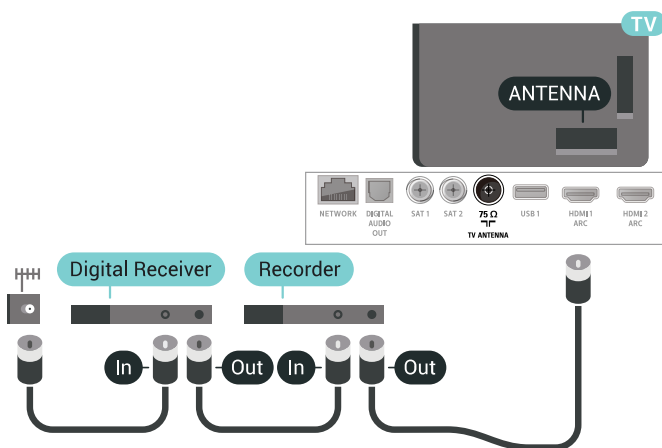 TV
ANTENNA
NETWORK
DIGITAL
AUDIO
OUT
SAT 1
SAT 2
75 Ω
TV ANTENNA
USB 1
HDMI 1
ARC
HDMI 2
ARC
Digital Receiver
Recorder
In
Out
In
Out